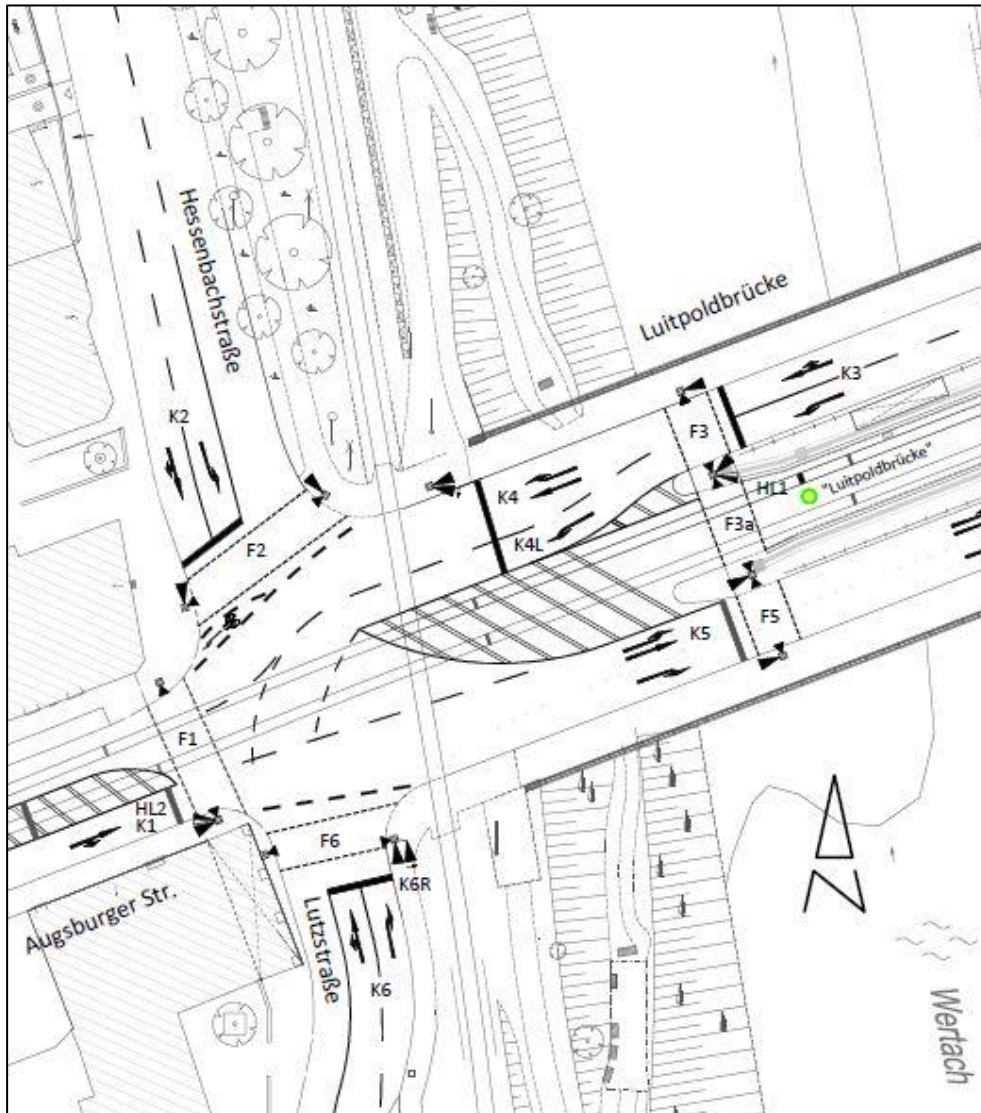 Hessenbachstraße
Luitpoldbrücke
K2
K3
F3
HL1
"Luitpoldbrücke"
K4
F3a
K4L
F2
F5
K5
F1
HL2
K1
F6
K6R
Augsburger Str.
Lutzstraße
K6
Wertach